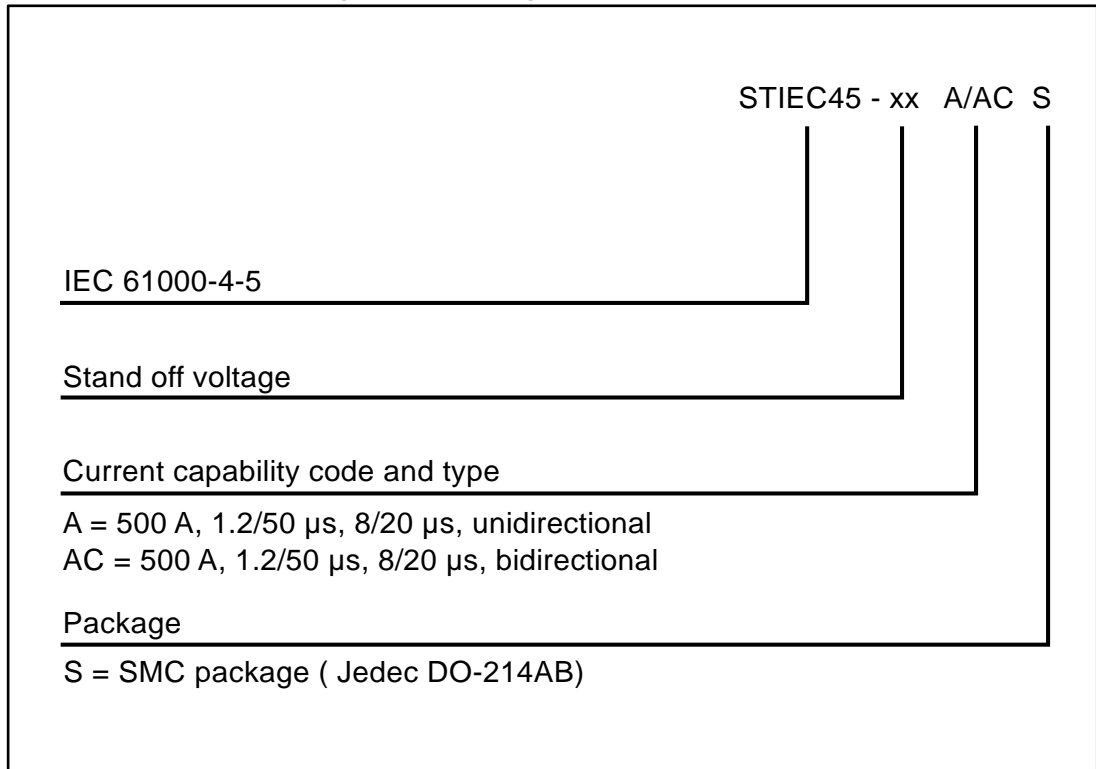 STIEC45 - xx A/AC S
IEC 61000-4-5
Stand off voltage
Current capability code and type
A = 500 A, 1.2/50 µs, 8/20 µs, unidirectional
AC = 500 A, 1.2/50 µs, 8/20 µs, bidirectional
Package
S = SMC package ( Jedec DO-214AB)